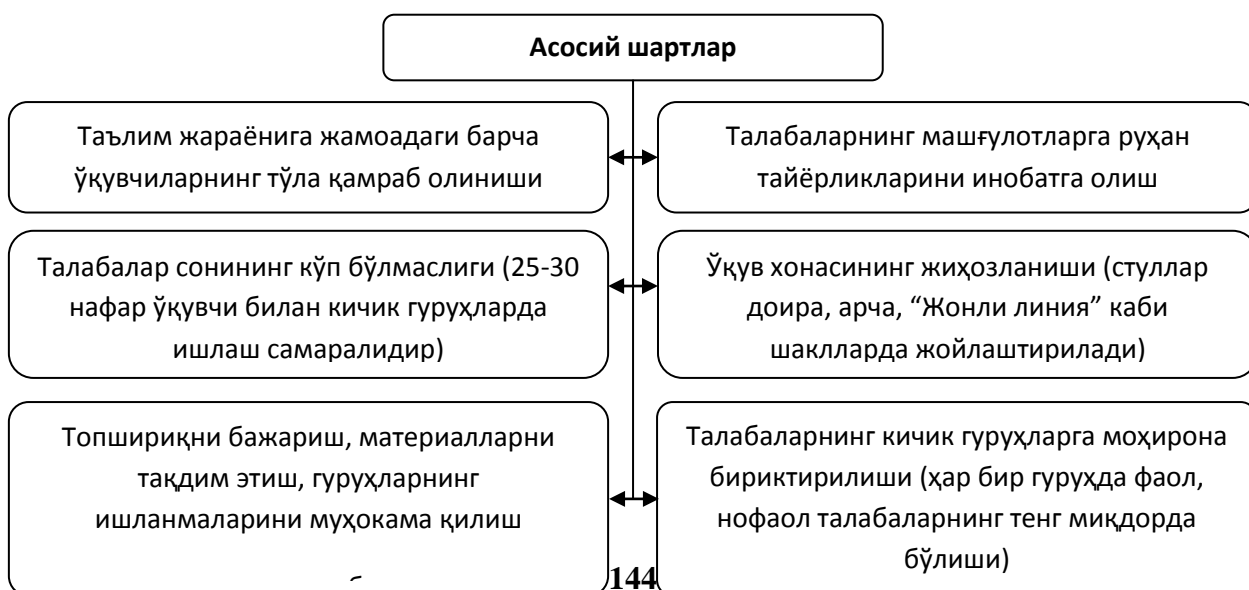 Асосий шартлар
Таълим жараёнига жамоадаги барча
ўқувчиларнинг тўла қамраб олиниши
Талабаларнинг машғулотларга руҳан
тайёрликларини инобатга олиш
Талабалар сонининг кўп бўлмаслиги (25-30
нафар ўқувчи билан кичик гуруҳларда
ишлаш самаралидир)
Ўқув хонасининг жиҳозланиши (стуллар
доира, арча, “Жонли линия” каби
шаклларда жойлаштирилади)
Топшириқни бажариш, материалларни
тақдим этиш, гуруҳларнинг
ишланмаларини муҳокама қилиш
Талабаларнинг кичик гуруҳларга моҳирона
бириктирилиши (ҳар бир гуруҳда фаол,
нофаол талабаларнинг тенг миқдорда
бўлиши)
144